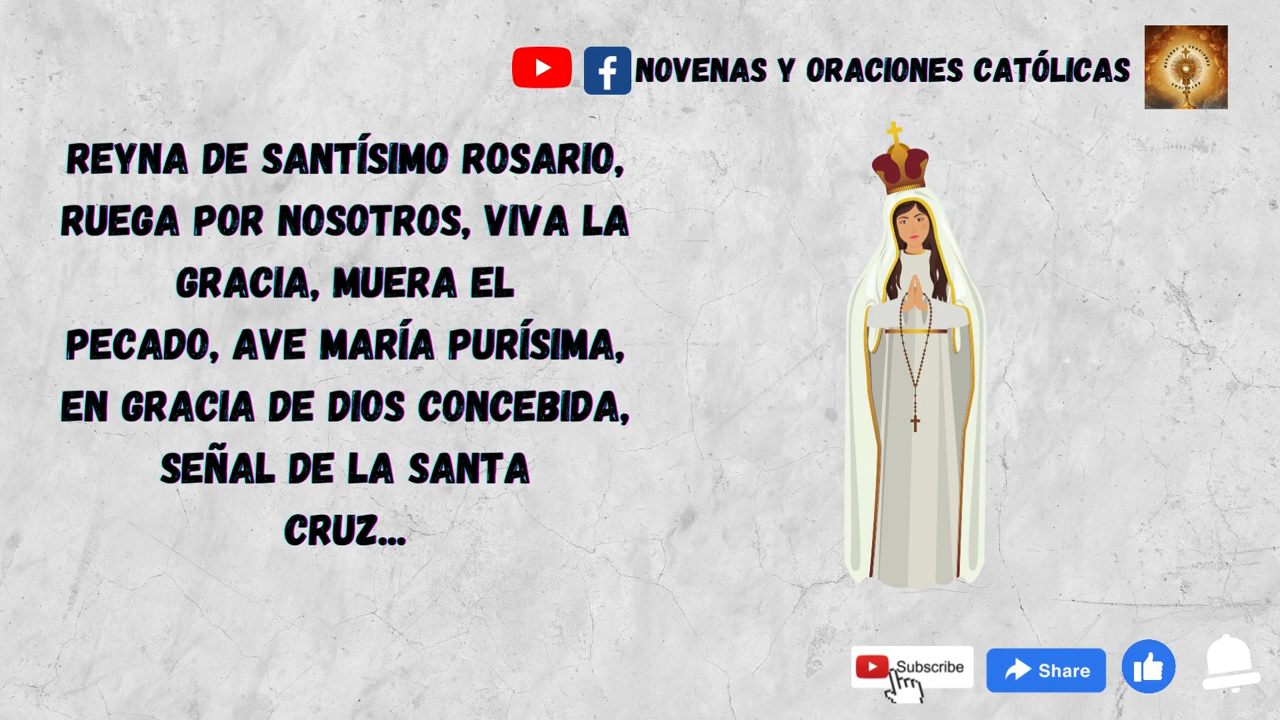 NOVENAS Y ORACIONES CATÓLICAS
REYNA DE SANTÍSIMO ROSARIO,
RUEGA POR NOSOTROS, VIVA LA
GRACIA, MUERA EL
PECADO, AVE MARÍA PURÍSIMA,
EN GRACIA DE DIOS CONCEBIDA,
SEÑAL DE LA SANTA
CRUZ...
Subscribe
Share